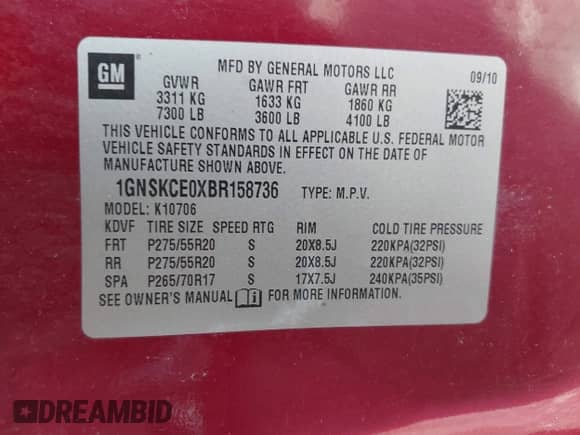 GM
MFD BY GENERAL MOTORS LLC 09/10
GVWR GAWR FRT GAWR RR
3311 KG 1633 KG 1860 KG
7300 LB 3600 LB 4100 LB
THIS VEHICLE CONFORMS TO ALL APPLICABLE U.S. FEDERAL MOTOR
VEHICLE SAFETY STANDARDS IN EFFECT ON THE DATE OF
MANUFACTURE SHOWN ABOVE.
1GNSKCE0XBR158736 TYPE: M.P.V.
MODEL: K10706
KDVF TIRE SIZE SPEED RTG RIM COLD TIRE PRESSURE
FRT P275/55R20 S 20X8.5J 220KPA(32PSI)
RR P275/55R20 S 20X8.5J 220KPA(32PSI)
SPA P265/70R17 S 17X7.5J 240KPA(35PSI)
SEE OWNER'S MANUAL FOR MORE INFORMATION.
DREAMBID